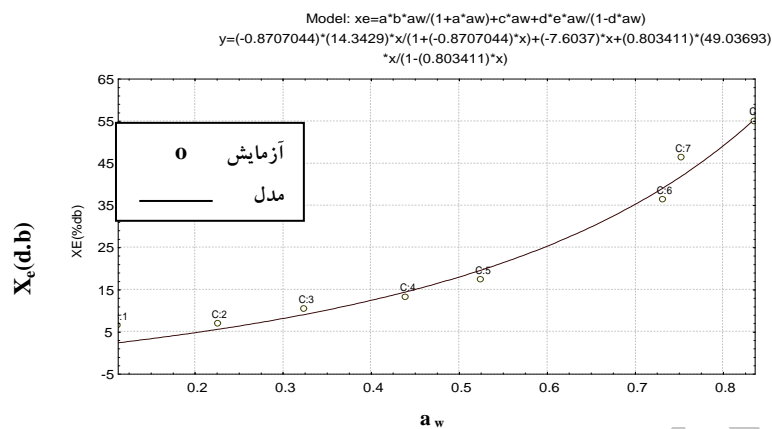 Model: xe=a*b*aw/(1+a*aw)+c*aw+d*e*aw/(1-d*aw)
y=(-0.8707044)*(14.3429)*x/(1+(-0.8707044)*x)+(-7.6037)*x+(0.803411)*(49.03693)
*x/(1-(0.803411)*x)
65
55
45
35
25
15
5
-5
Xe(d.b)
XE(%db)
آزمایش o
مدل
:1
C:2
C:3
C:4
C:5
C:6
C:7
C
0.2 0.3 0.4 0.5 0.6 0.7 0.8
a w